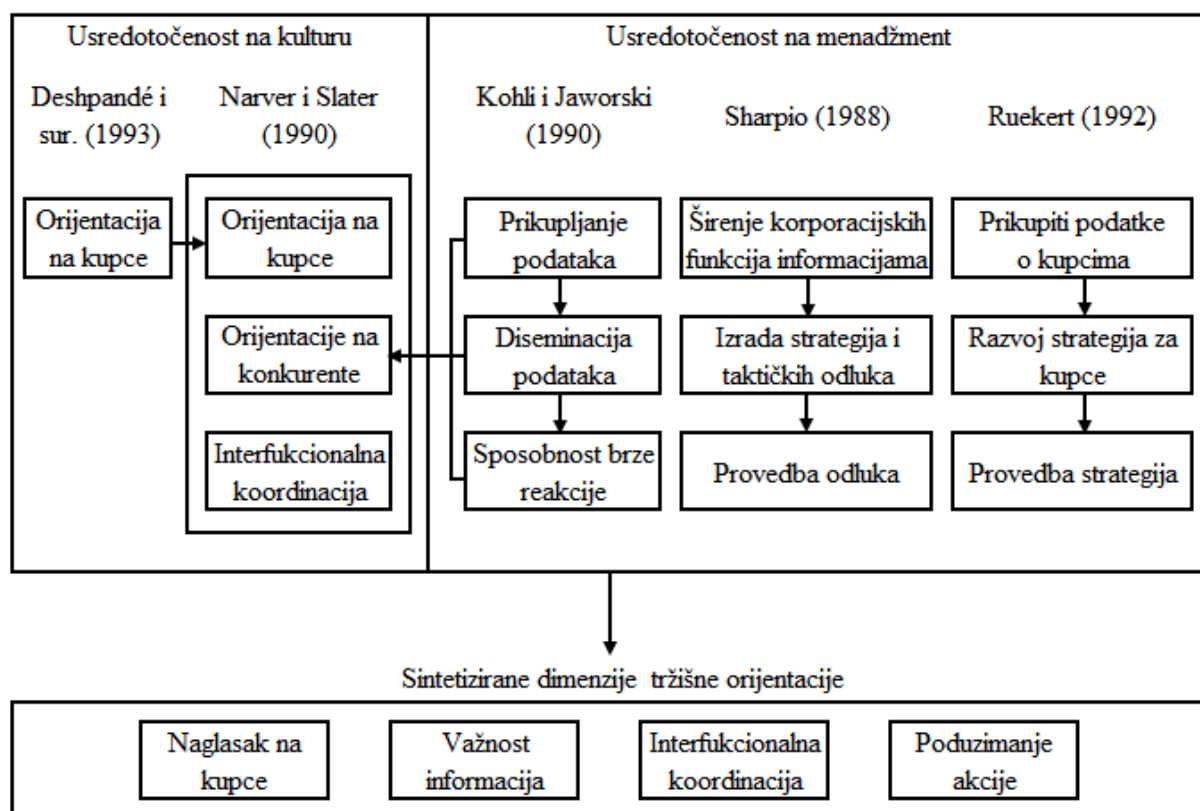 Usredotočenost na kulturu
Usredotočenost na menadžment
Deshpandé i
sur. (1993)
Narver i Slater
(1990)
Kohli i Jaworski
(1990)
Sharpio (1988)
Ruekert (1992)
Orijentacija
na kupce
Orijentacija na
kupce
Orijentacije na
konkurente
Interfukcionalna
koordinacija
Prikupljanje
podataka
Diseminacija
podataka
Sposobnost brze
reakcije
Širenje korporacijskih
funkcija informacijama
Izrada strategija i
taktičkih odluka
Provedba odluka
Prikupiti podatke
o kupcima
Razvoj strategija za
kupce
Provedba strategija
Sintetizirane dimenzije tržišne orijentacije
Naglasak na
kupce
Važnost
informacija
Interfukcionalna
koordinacija
Poduzimanje
akcije